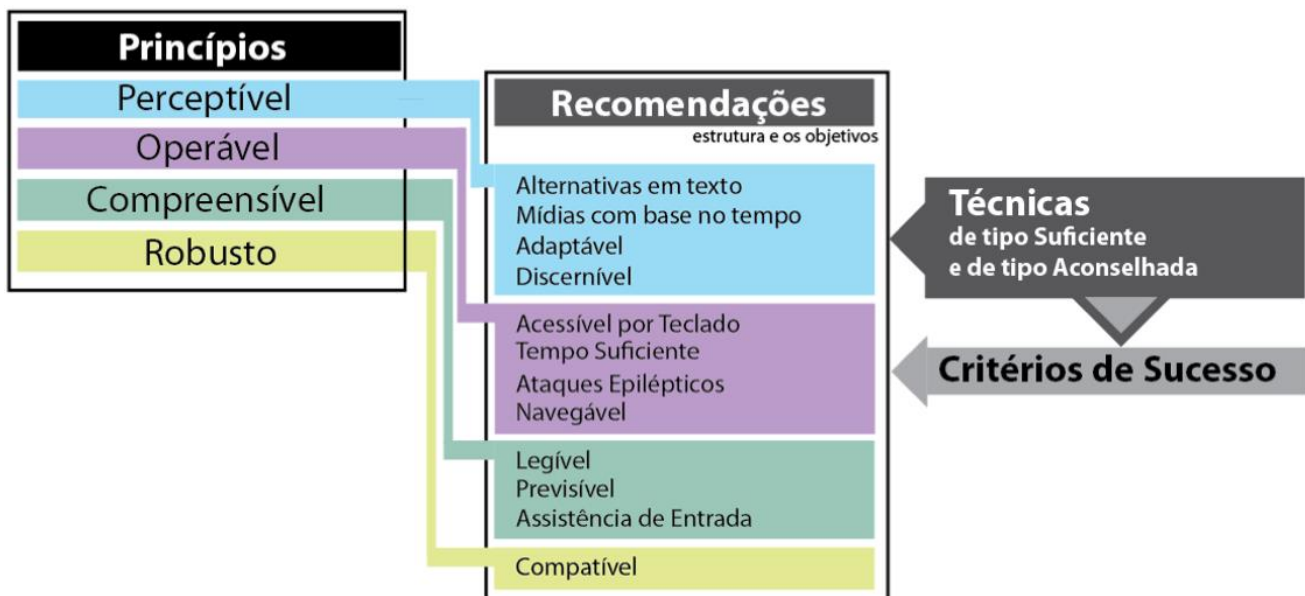 Princípios
Perceptível
Operável
Compreensível
Robusto
Recomendações
estrutura e os objetivos
Alternativas em texto
Mídias com base no tempo
Adaptável
Discernível
Acessível por Teclado
Tempo Suficiente
Ataques Epilépticos
Navegável
Legível
Previsível
Assistência de Entrada
Compatível
Técnicas
de tipo Suficiente
e de tipo Aconselhada
Critérios de Sucesso